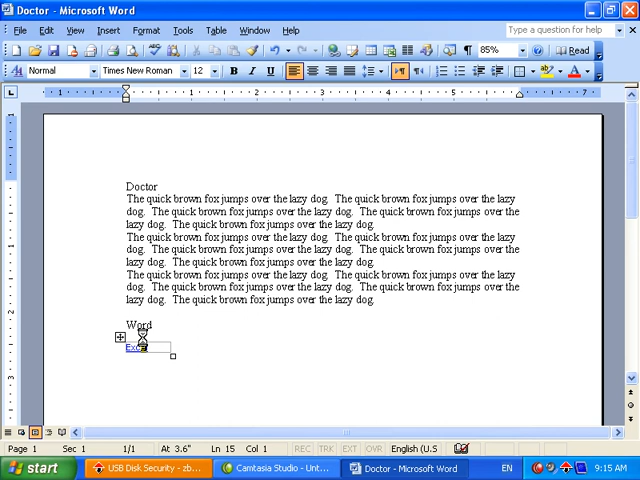 Doctor - Microsoft Word
File Edit View Insert Format Tools Table Window Help Type a question for help
85% Read
Normal Times New Roman 12 B I U
1 1 2 3 4 5 6 7
Doctor
The quick brown fox jumps over the lazy dog. The quick brown fox jumps over the lazy
dog. The quick brown fox jumps over the lazy dog. The quick brown fox jumps over the
lazy dog. The quick brown fox jumps over the lazy dog.
The quick brown fox jumps over the lazy dog. The quick brown fox jumps over the lazy
dog. The quick brown fox jumps over the lazy dog. The quick brown fox jumps over the
lazy dog. The quick brown fox jumps over the lazy dog.
The quick brown fox jumps over the lazy dog. The quick brown fox jumps over the lazy
dog. The quick brown fox jumps over the lazy dog. The quick brown fox jumps over the
lazy dog. The quick brown fox jumps over the lazy dog.
Word
Page 1 Sec 1 1/1 At 3.6" Ln 15 Col 1 REC TRK EXT OVR English (U.S
start USB Disk Security - zb... Camtasia Studio - Unt... Doctor - Microsoft Word EN 9:15 AM